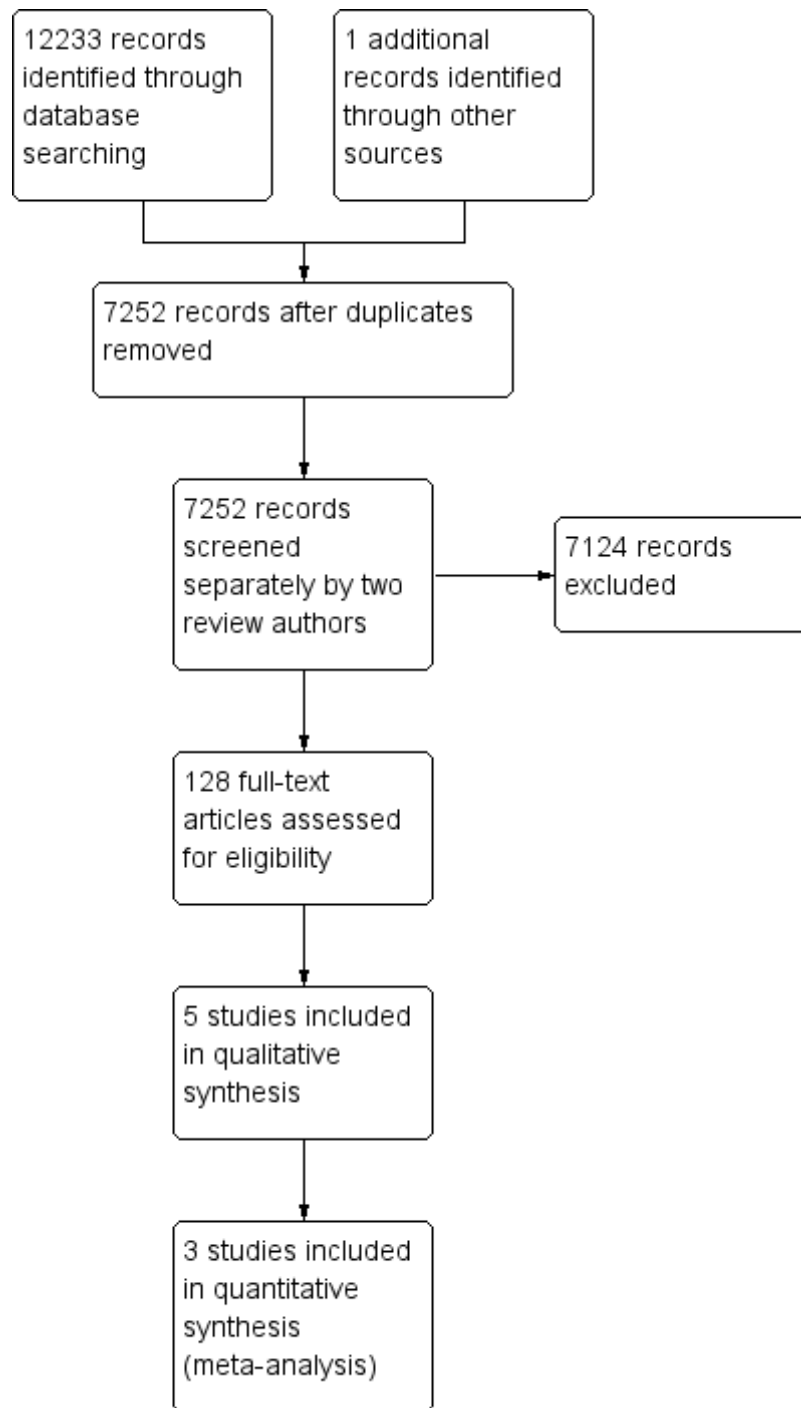 12233 records
identified through
database
searching
1 additional
records identified
through other
sources
7252 records after duplicates
removed
7252 records
screened
separately by two
review authors
7124 records
excluded
128 full-text
articles assessed
for eligibility
5 studies included
in qualitative
synthesis
3 studies included
in quantitative
synthesis
(meta-analysis)